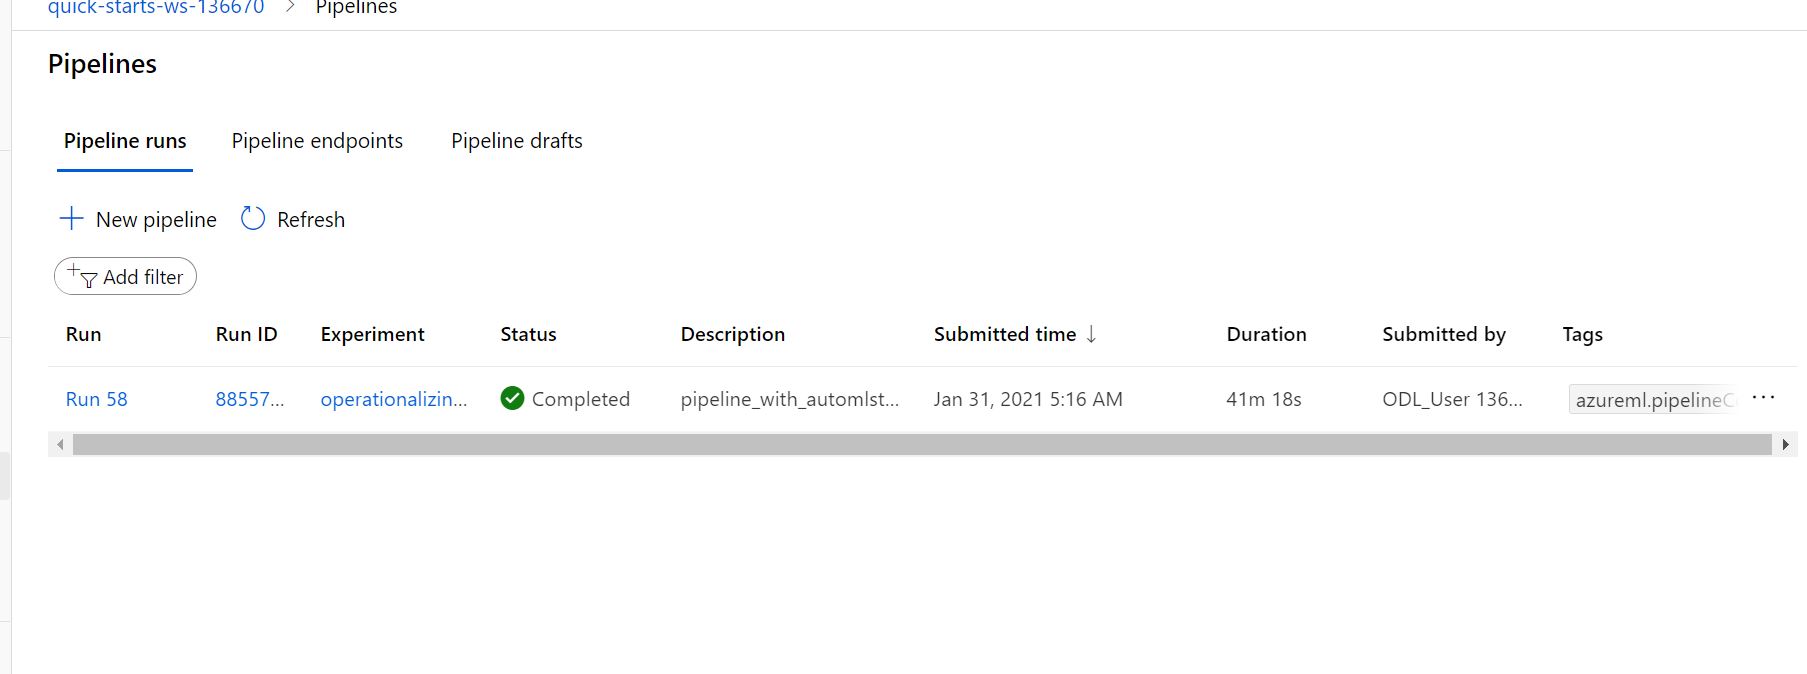 quick-starts-ws-136670 > Pipelines
Pipelines
Pipeline runs Pipeline endpoints Pipeline drafts
New pipeline Refresh
Add filter
Run Run ID Experiment Status Description Submitted time ↓ Duration Submitted by Tags
Run 58 88557... operationalizin... Completed pipeline_with_automlst... Jan 31, 2021 5:16 AM 41m 18s ODL_User 136... azureml.pipelineC ...